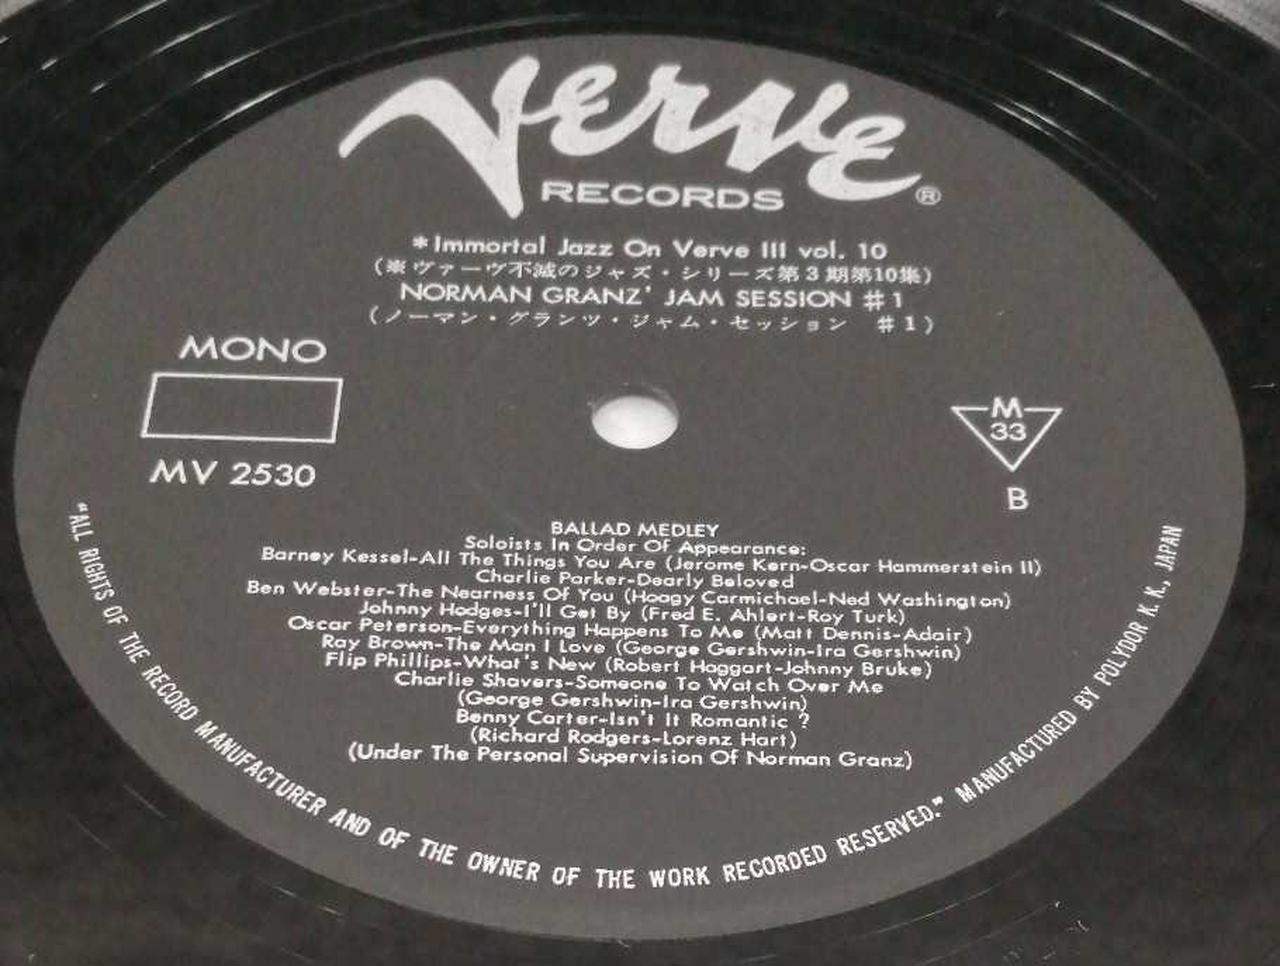 Verve
RECORDS ®
*Immortal Jazz On Verve III vol. 10
(※ヴァーヴ不滅のジャズ・シリーズ第3期第10集)
NORMAN GRANZ' JAM SESSION #1
(ノーマン・グランツ・ジャム・セッション #1)
MONO
MV 2530
M
33
B
BALLAD MEDLEY
Soloists In Order Of Appearance:
Barney Kessel-All The Things You Are (Jerome Kern-Oscar Hammerstein II)
Charlie Parker-Dearly Beloved
Ben Webster-The Nearness Of You (Hoagy Carmichael-Ned Washington)
Johnny Hodges-I'll Get By (Fred E. Ahlert-Roy Turk)
Oscar Peterson-Everything Happens To Me (Matt Dennis-Adair)
Ray Brown-The Man I Love (George Gershwin-Ira Gershwin)
Flip Phillips-What's New (Robert Haggart-Johnny Bruke)
Charlie Shavers-Someone To Watch Over Me
(George Gershwin-Ira Gershwin)
Benny Carter-Isn't It Romantic ?
(Richard Rodgers-Lorenz Hart)
(Under The Personal Supervision Of Norman Granz)
"ALL RIGHTS OF THE RECORD MANUFACTURER AND OF THE OWNER OF THE WORK RECORDED RESERVED." MANUFACTURED BY POLYDOR K. K., JAPAN